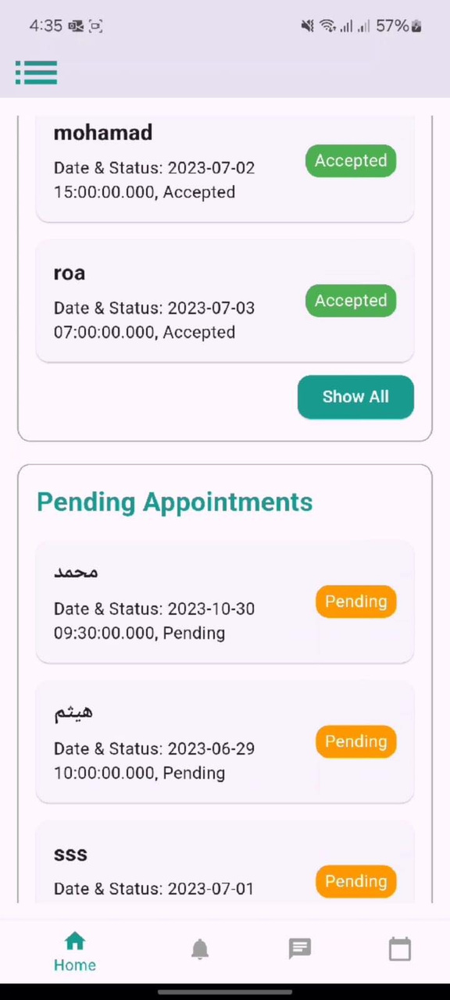 4:35
57%
mohamad
Date & Status: 2023-07-02
15:00:00.000, Accepted
Accepted
roa
Date & Status: 2023-07-03
07:00:00.000, Accepted
Accepted
Show All
Pending Appointments
محمد
Date & Status: 2023-10-30
09:30:00.000, Pending
Pending
هيثم
Date & Status: 2023-06-29
10:00:00.000, Pending
Pending
sss
Date & Status: 2023-07-01
Pending
Home